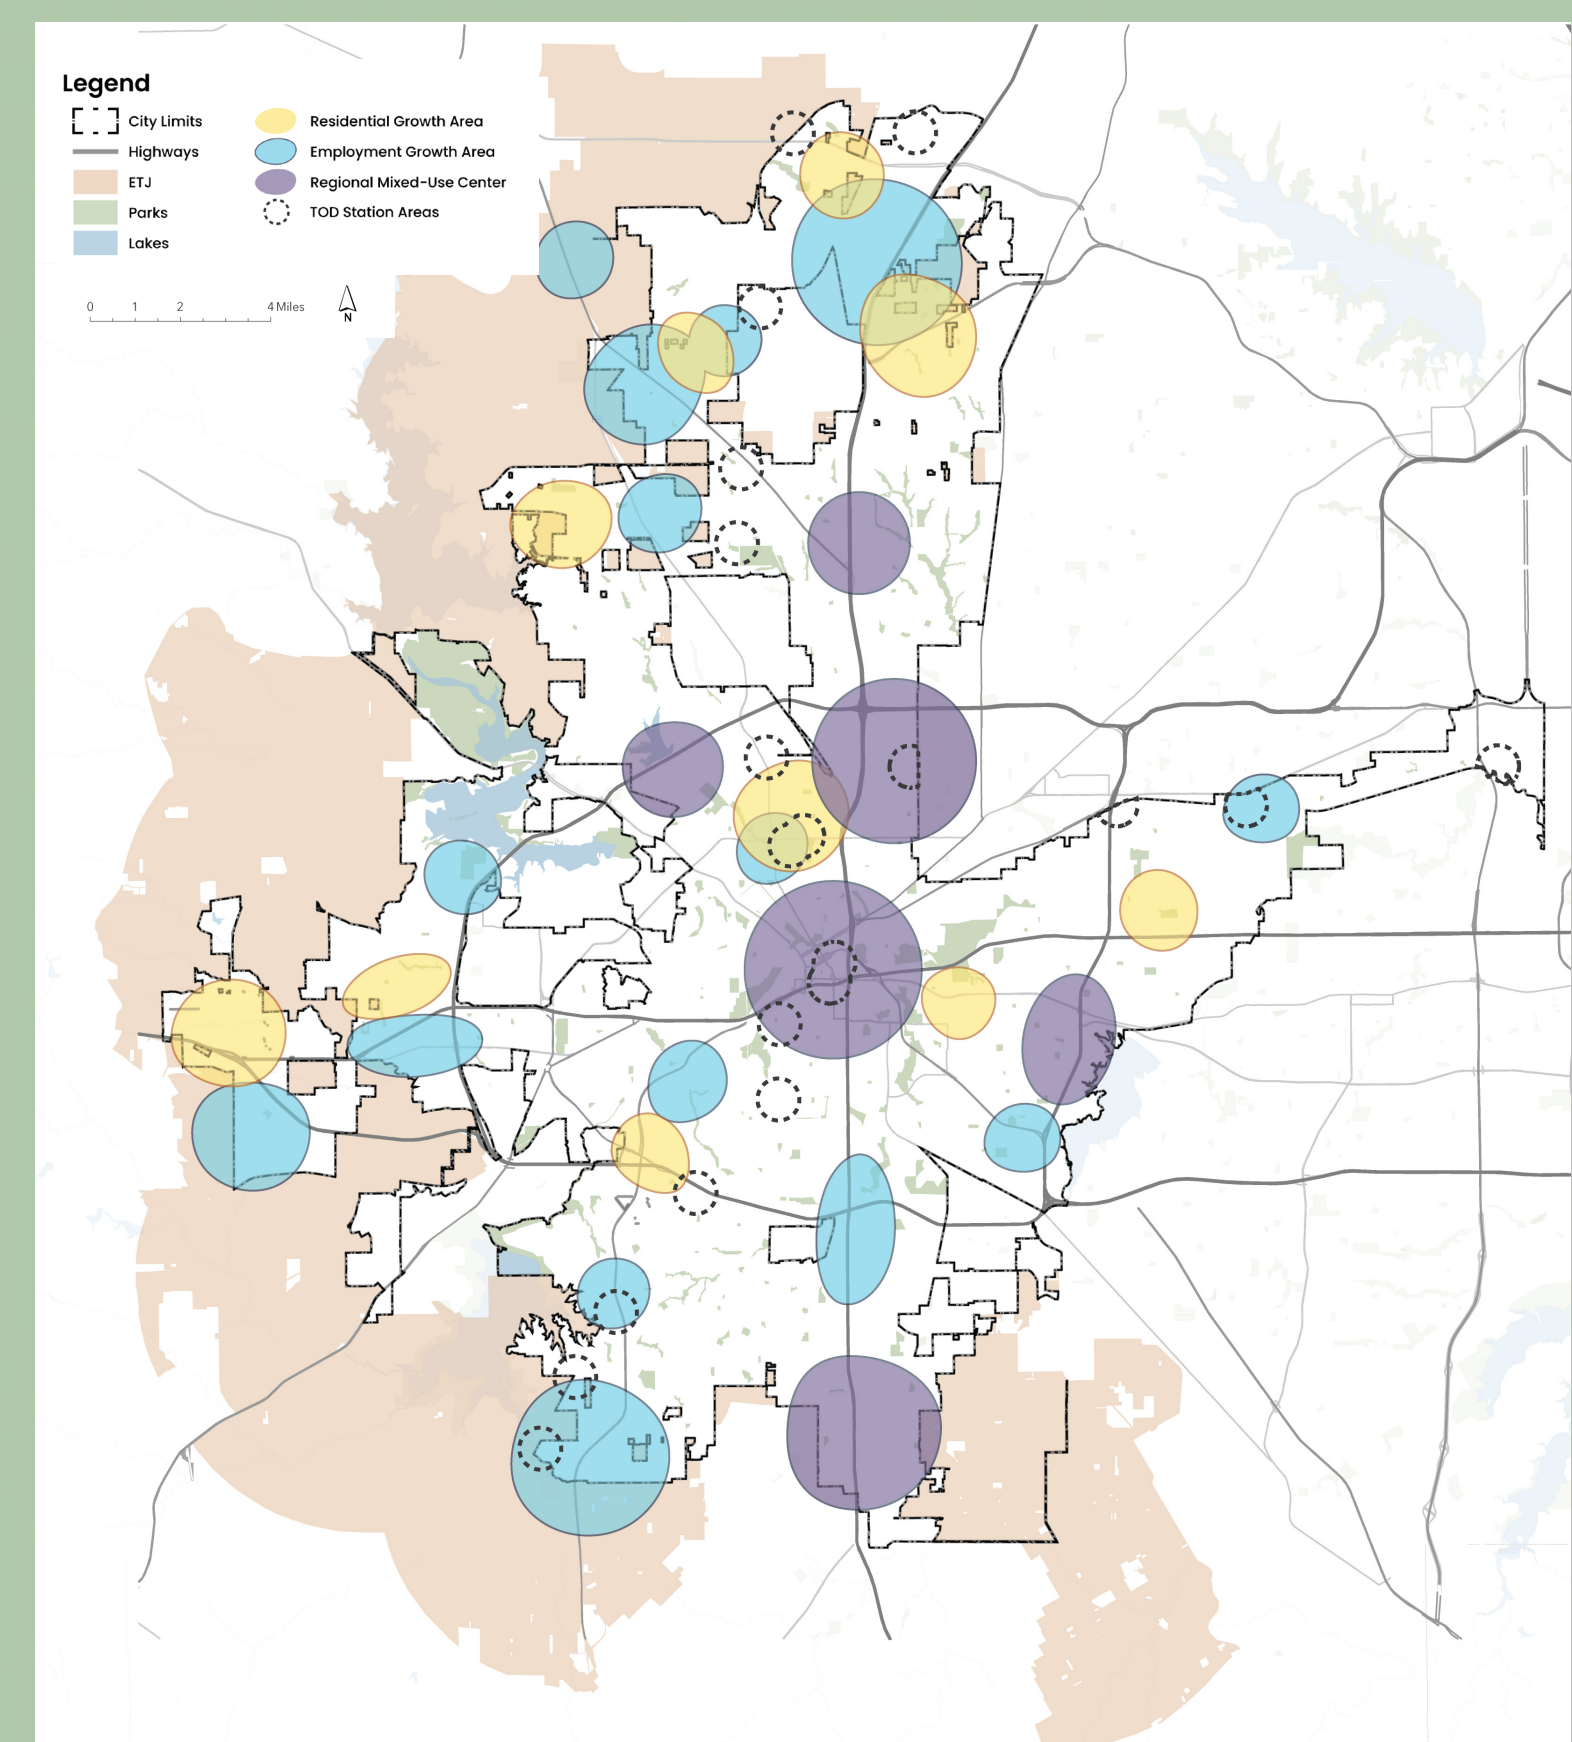 Legend
City Limits
Highways
ETJ
Parks
Lakes
Residential Growth Area
Employment Growth Area
Regional Mixed-Use Center
TOD Station Areas
0 1 2 4 Miles
N